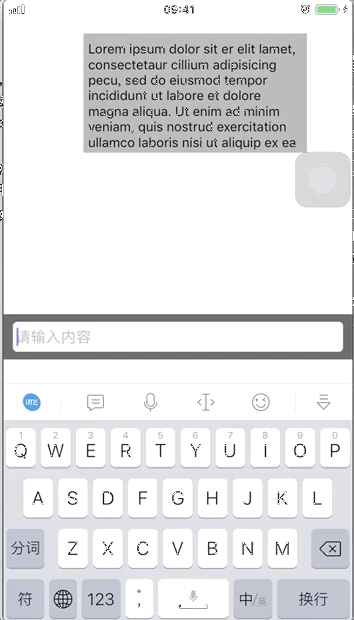 09:41
Lorem ipsum dolor sit er elit lamet,
consectetaur cillium adipisicing
pecu, sed do eiusmod tempor
incididunt ut labore et dolore
magna aliqua. Ut enim ad minim
veniam, quis nostrud exercitation
ullamco laboris nisi ut aliquip ex ea
请输入内容
1 2 3 4 5 6 7 8 9 0
Q W E R T Y U I O P
A S D F G H J K L
分词 Z X C V B N M
符 123 ， 中/英 换行